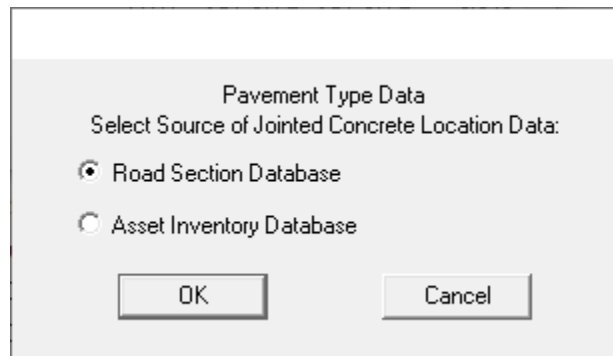 Pavement Type Data
Select Source of Jointed Concrete Location Data:
Road Section Database
Asset Inventory Database
OK
Cancel